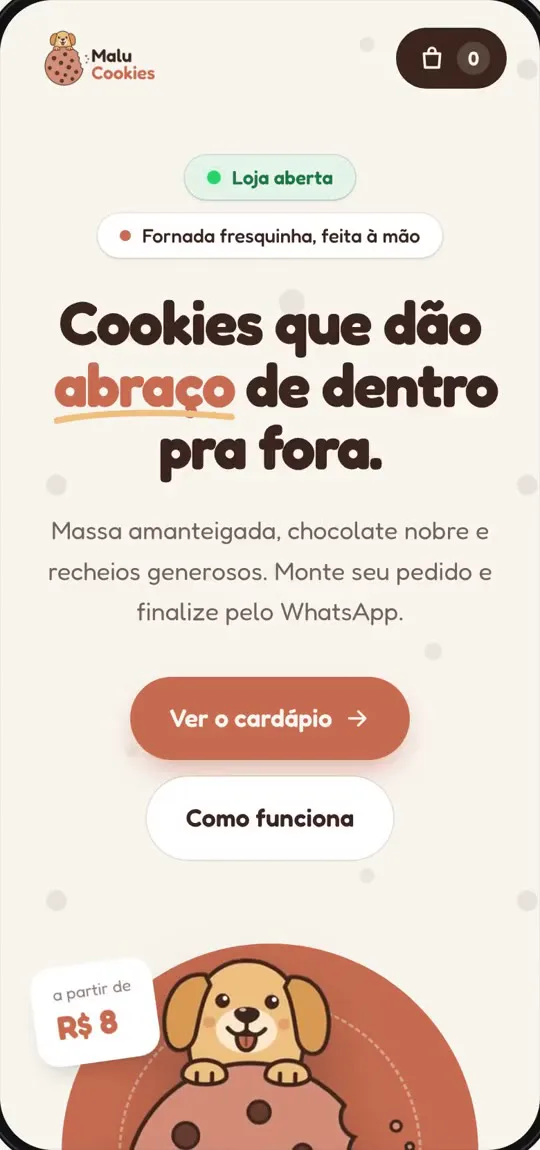 Malu
Cookies
0
Loja aberta
Fornada fresquinha, feita à mão
Cookies que dão
abraço de dentro
pra fora.
Massa amanteigada, chocolate nobre e
recheios generosos. Monte seu pedido e
finalize pelo WhatsApp.
Ver o cardápio →
Como funciona
a partir de
R$ 8